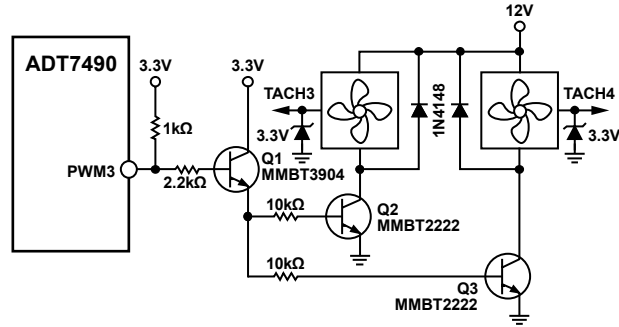 12V
ADT7490
3.3V
3.3V
TACH3
TACH4
1N4148
1kΩ
3.3V
3.3V
Q1
MMBT3904
PWM3
2.2kΩ
10kΩ
Q2
MMBT2222
10kΩ
Q3
MMBT2222